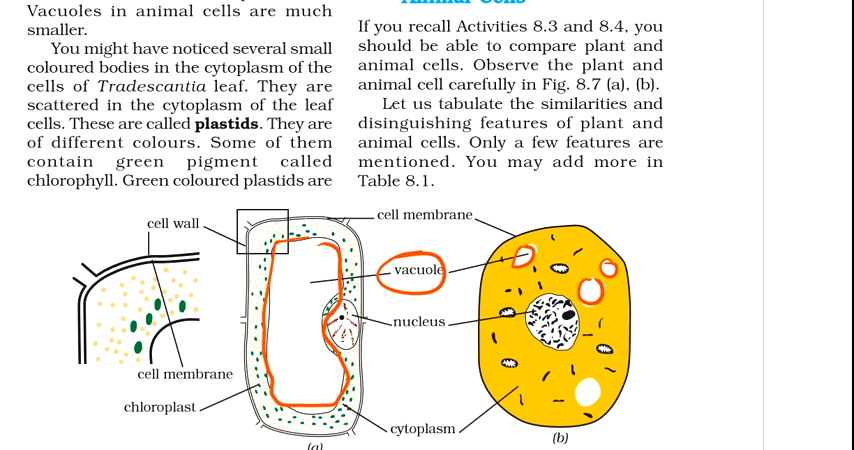 Vacuoles in animal cells are much
smaller.
You might have noticed several small
coloured bodies in the cytoplasm of the
cells of Tradescantia leaf. They are
scattered in the cytoplasm of the leaf
cells. These are called plastids. They are
of different colours. Some of them
contain green pigment called
chlorophyll. Green coloured plastids are
Animal Cells
If you recall Activities 8.3 and 8.4, you
should be able to compare plant and
animal cells. Observe the plant and
animal cell carefully in Fig. 8.7 (a), (b).
Let us tabulate the similarities and
disinguishing features of plant and
animal cells. Only a few features are
mentioned. You may add more in
Table 8.1.
cell wall
cell membrane
vacuole
nucleus
cell membrane
chloroplast
cytoplasm
(a)
(b)